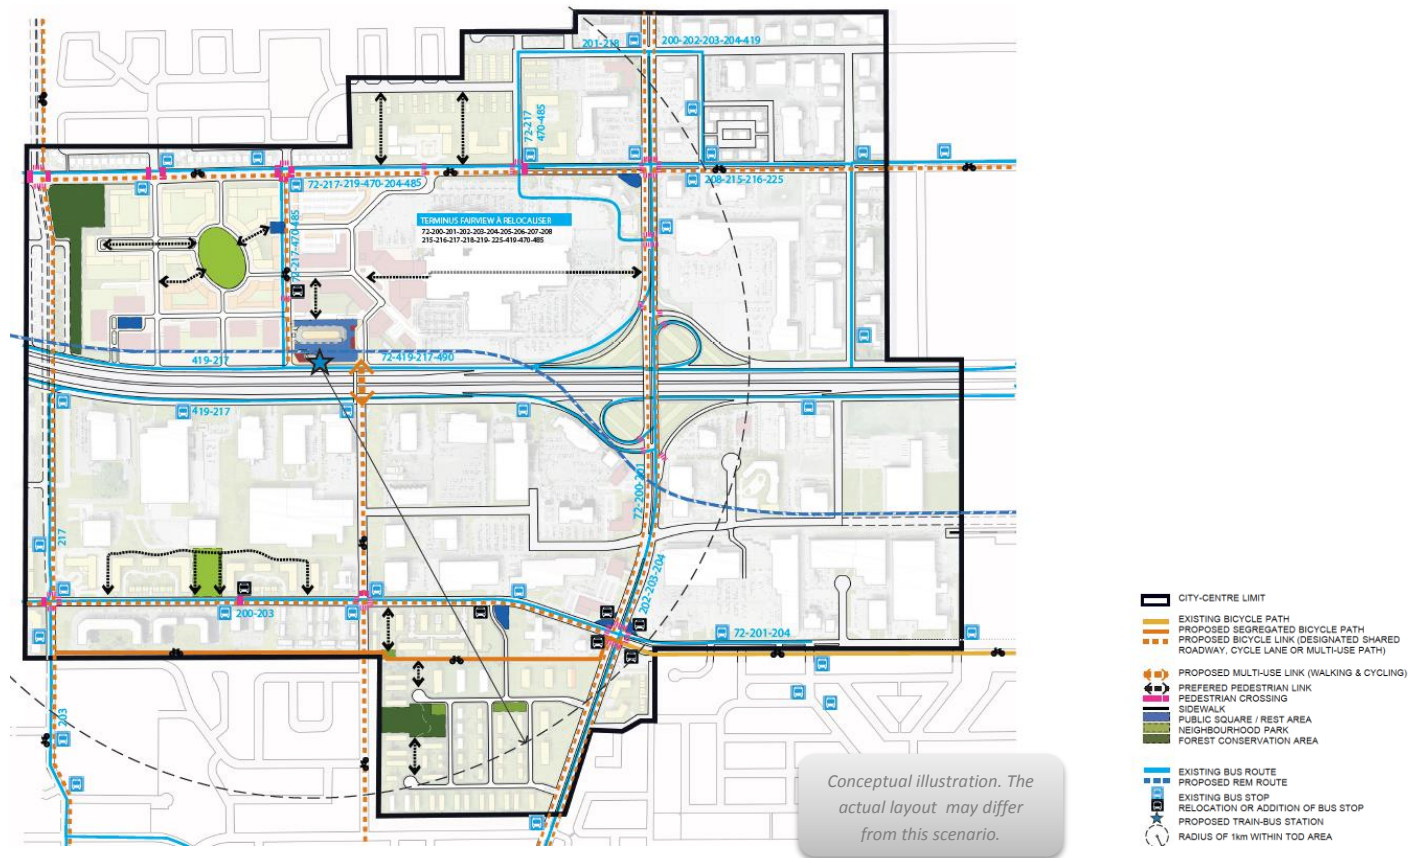 201-218
200-202-203-204-419
72-217
470-485
72-217-219-470-204-485
208-215-216-225
TERMINUS FAIRVIEW À RELOCALISER
72-200-201-202-203-204-205-206-207-208
215-216-217-218-219- 225-419-470-485
72-217-470-485
419-217
72-419-217-490
419-217
72-200-201
217
202-203-204
200-203
72-201-204
203
Conceptual illustration. The
actual layout may differ
from this scenario.
CITY-CENTRE LIMIT
EXISTING BICYCLE PATH
PROPOSED SEGREGATED BICYCLE PATH
PROPOSED BICYCLE LINK (DESIGNATED SHARED
ROADWAY, CYCLE LANE OR MULTI-USE PATH)
PROPOSED MULTI-USE LINK (WALKING & CYCLING)
PREFERED PEDESTRIAN LINK
PEDESTRIAN CROSSING
SIDEWALK
PUBLIC SQUARE / REST AREA
NEIGHBOURHOOD PARK
FOREST CONSERVATION AREA
EXISTING BUS ROUTE
PROPOSED REM ROUTE
EXISTING BUS STOP
RELOCATION OR ADDITION OF BUS STOP
PROPOSED TRAIN-BUS STATION
RADIUS OF 1km WITHIN TOD AREA